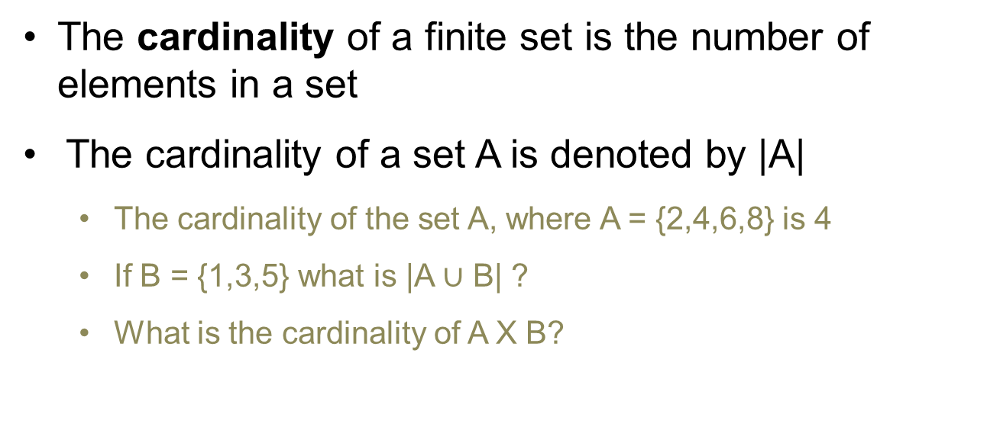 • The cardinality of a finite set is the number of
elements in a set
• The cardinality of a set A is denoted by |A|
• The cardinality of the set A, where A = {2,4,6,8} is 4
• If B = {1,3,5} what is |A ∪ B| ?
• What is the cardinality of A X B?